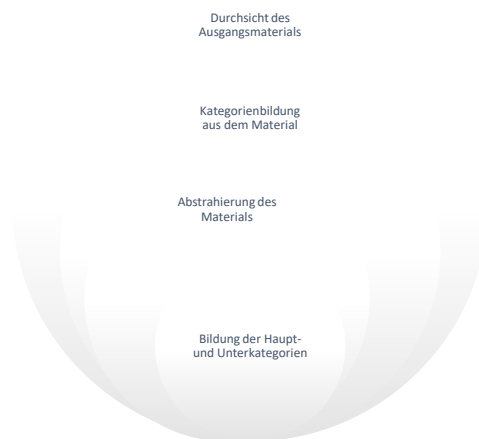 Durchsicht des
Ausgangsmaterials
Kategorienbildung
aus dem Material
Abstrahierung des
Materials
Bildung der Haupt-
und Unterkategorien